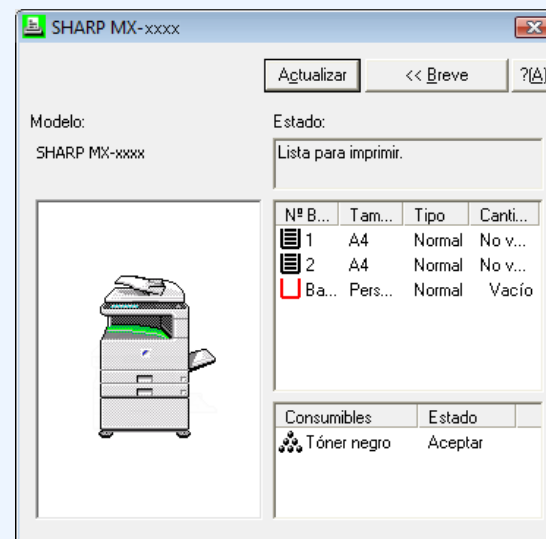 SHARP MX-xxxx
Actualizar << Breve ?(A)
Modelo: Estado:
SHARP MX-xxxx Lista para imprimir.
Nº B... Tam... Tipo Canti...
1 A4 Normal No v...
2 A4 Normal No v...
Ba... Pers... Normal Vacío
Consumibles Estado
Tóner negro Aceptar